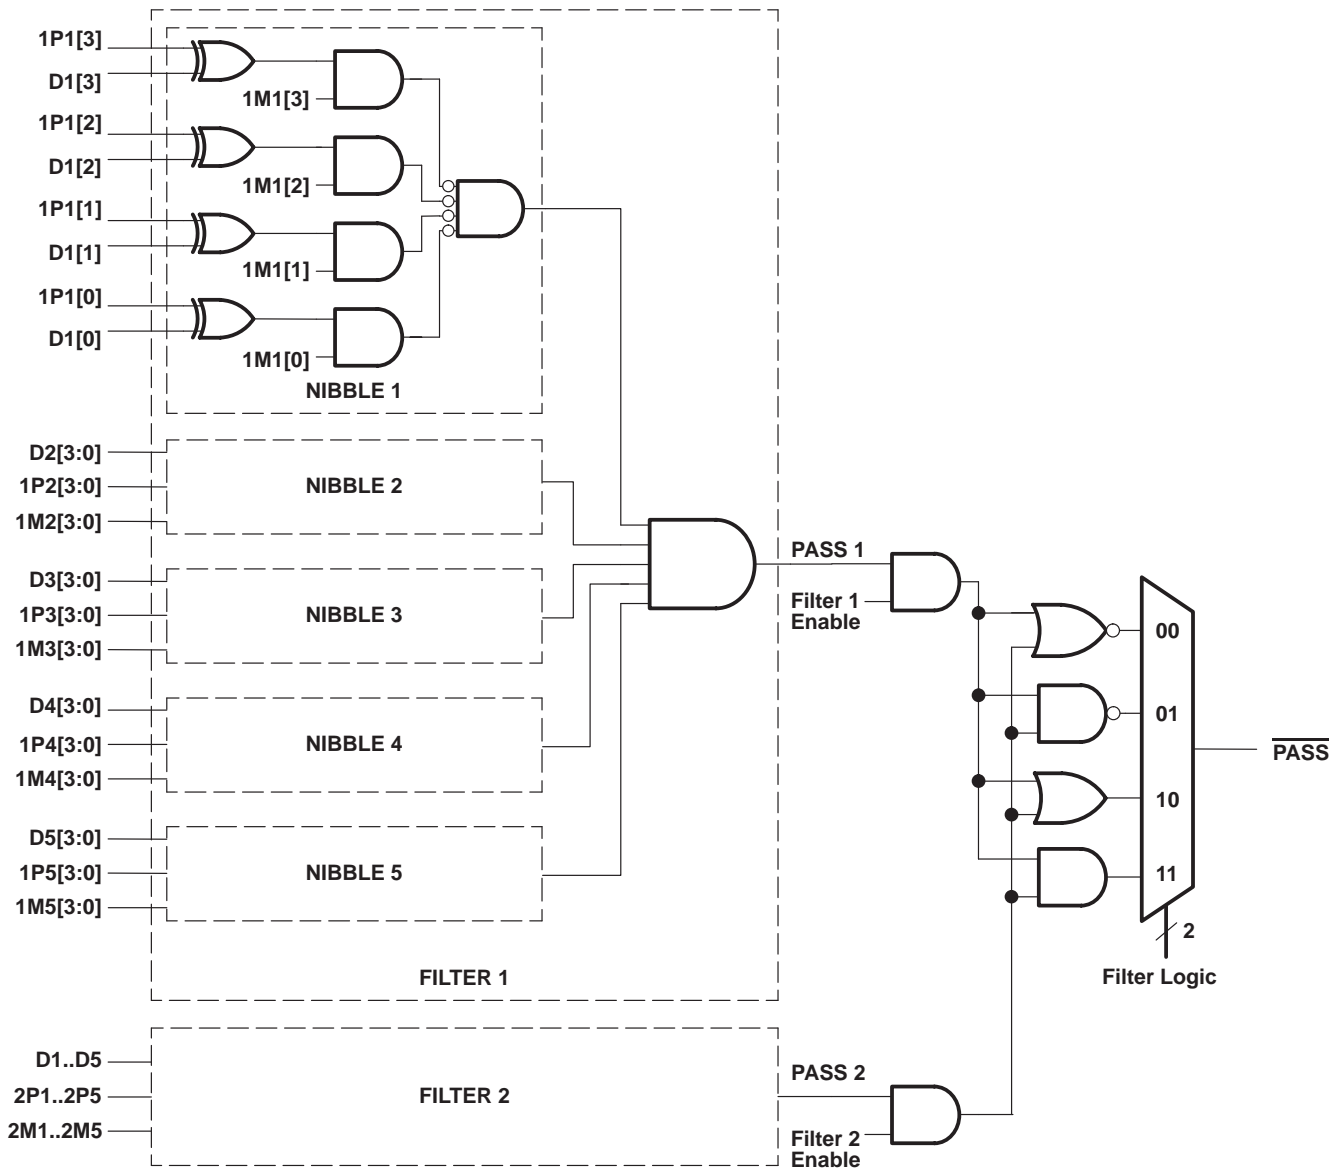 1P1[3]
D1[3]
1M1[3]
1P1[2]
D1[2]
1M1[2]
1P1[1]
D1[1]
1M1[1]
1P1[0]
D1[0]
1M1[0]
NIBBLE 1
D2[3:0]
1P2[3:0]
1M2[3:0]
NIBBLE 2
D3[3:0]
1P3[3:0]
1M3[3:0]
NIBBLE 3
D4[3:0]
1P4[3:0]
1M4[3:0]
NIBBLE 4
D5[3:0]
1P5[3:0]
1M5[3:0]
NIBBLE 5
FILTER 1
PASS 1
Filter 1
Enable
00
01
10
11
PASS
2
Filter Logic
D1..D5
2P1..2P5
2M1..2M5
FILTER 2
PASS 2
Filter 2
Enable